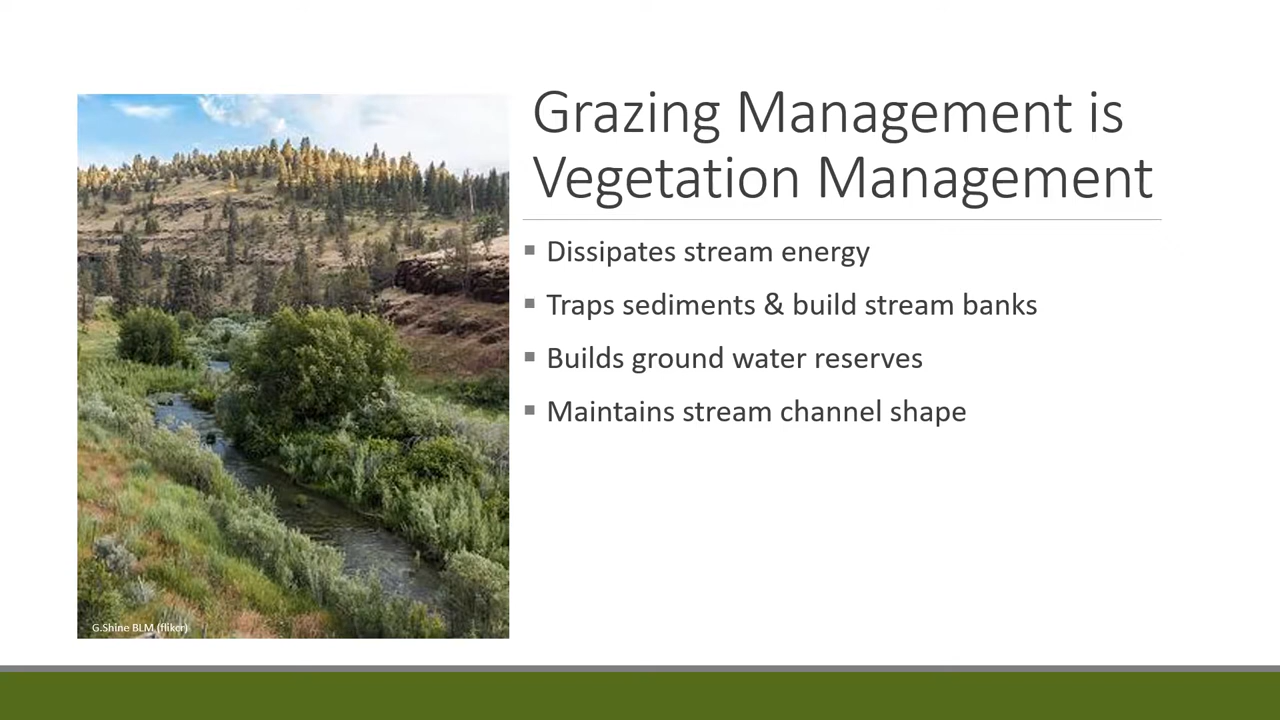 Grazing Management is
Vegetation Management
▪ Dissipates stream energy
▪ Traps sediments & build stream banks
▪ Builds ground water reserves
▪ Maintains stream channel shape
G.Shine BLM (fliker)